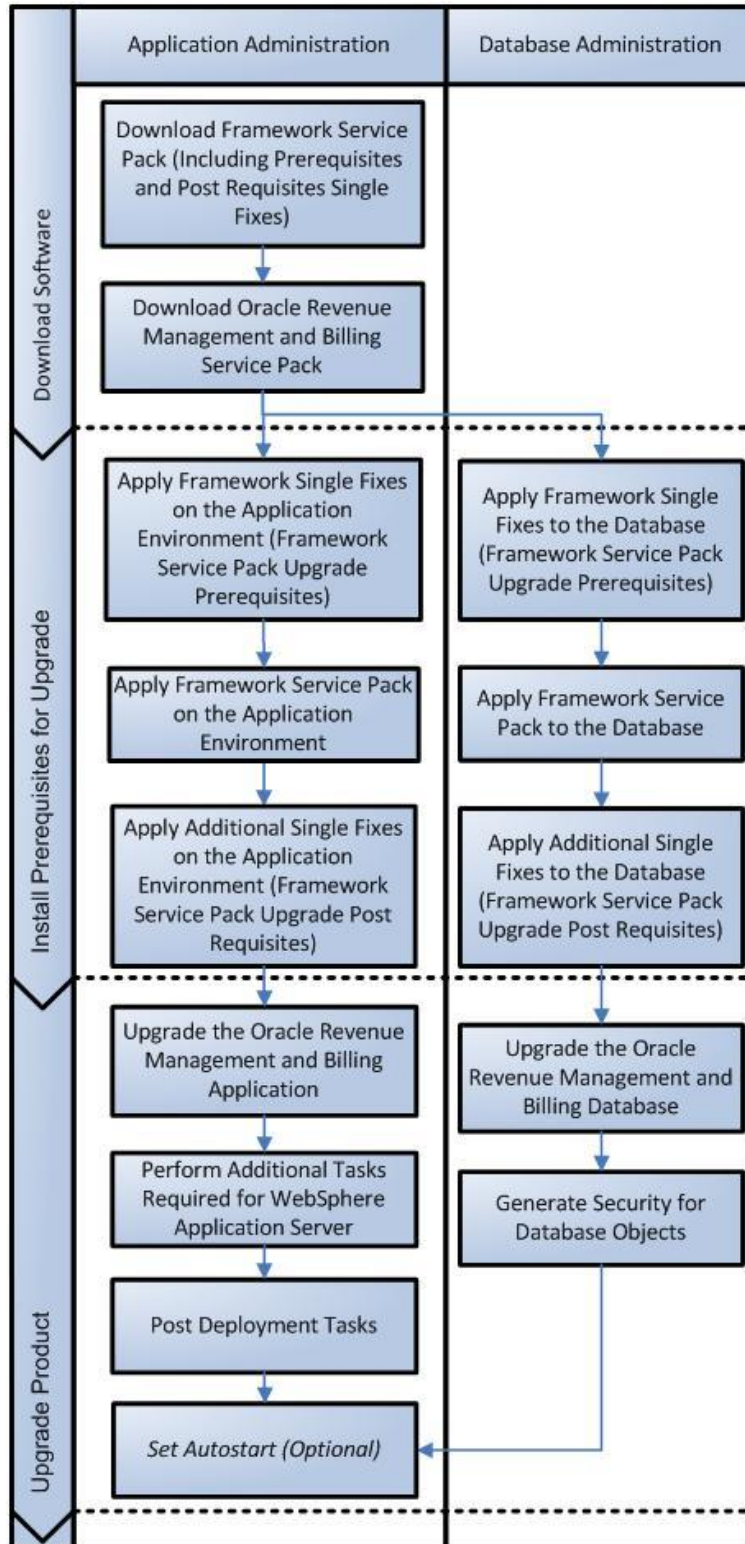 Application Administration
Database Administration
Download Software
Download Framework Service
Pack (Including Prerequisites
and Post Requisites Single
Fixes)
Download Oracle Revenue
Management and Billing
Service Pack
Install Prerequisites for Upgrade
Apply Framework Single Fixes
on the Application
Environment (Framework
Service Pack Upgrade
Prerequisites)
Apply Framework Single
Fixes to the Database
(Framework Service Pack
Upgrade Prerequisites)
Apply Framework Service Pack
on the Application
Environment
Apply Framework Service
Pack to the Database
Apply Additional Single Fixes
on the Application
Environment (Framework
Service Pack Upgrade Post
Requisites)
Apply Additional Single
Fixes to the Database
(Framework Service Pack
Upgrade Post Requisites)
Upgrade Product
Upgrade the Oracle Revenue
Management and Billing
Application
Upgrade the Oracle
Revenue Management and
Billing Database
Perform Additional Tasks
Required for WebSphere
Application Server
Generate Security for
Database Objects
Post Deployment Tasks
Set Autostart (Optional)